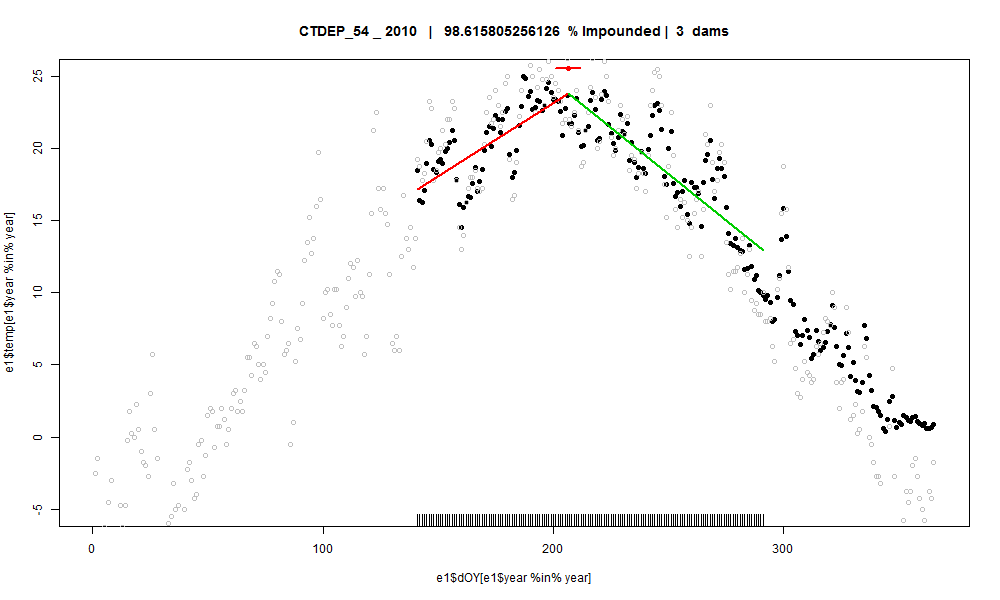 CTDEP_54 _ 2010 | 98.615805256126 % Impounded | 3 dams
e1$temp[e1$year %in% year]
25
20
15
10
5
0
-5
0 100 200 300
e1$dOY[e1$year %in% year]